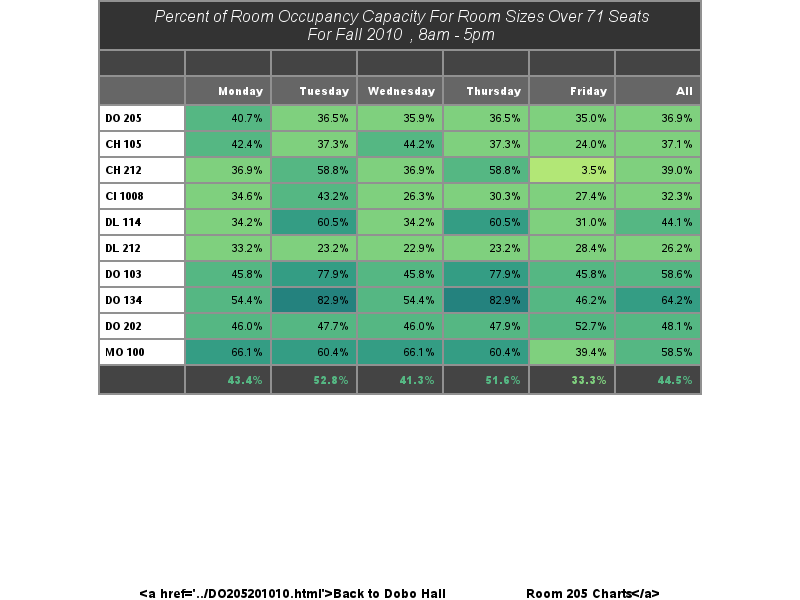 Percent of Room Occupancy Capacity For Room Sizes Over 71 Seats
For Fall 2010 , 8am - 5pm
Monday Tuesday Wednesday Thursday Friday All
DO 205 40.7% 36.5% 35.9% 36.5% 35.0% 36.9%
CH 105 42.4% 37.3% 44.2% 37.3% 24.0% 37.1%
CH 212 36.9% 58.8% 36.9% 58.8% 3.5% 39.0%
CI 1008 34.6% 43.2% 26.3% 30.3% 27.4% 32.3%
DL 114 34.2% 60.5% 34.2% 60.5% 31.0% 44.1%
DL 212 33.2% 23.2% 22.9% 23.2% 28.4% 26.2%
DO 103 45.8% 77.9% 45.8% 77.9% 45.8% 58.6%
DO 134 54.4% 82.9% 54.4% 82.9% 46.2% 64.2%
DO 202 46.0% 47.7% 46.0% 47.9% 52.7% 48.1%
MO 100 66.1% 60.4% 66.1% 60.4% 39.4% 58.5%
43.4% 52.8% 41.3% 51.6% 33.3% 44.5%
<a href='../DO205201010.html'>Back to Dobo Hall Room 205 Charts</a>